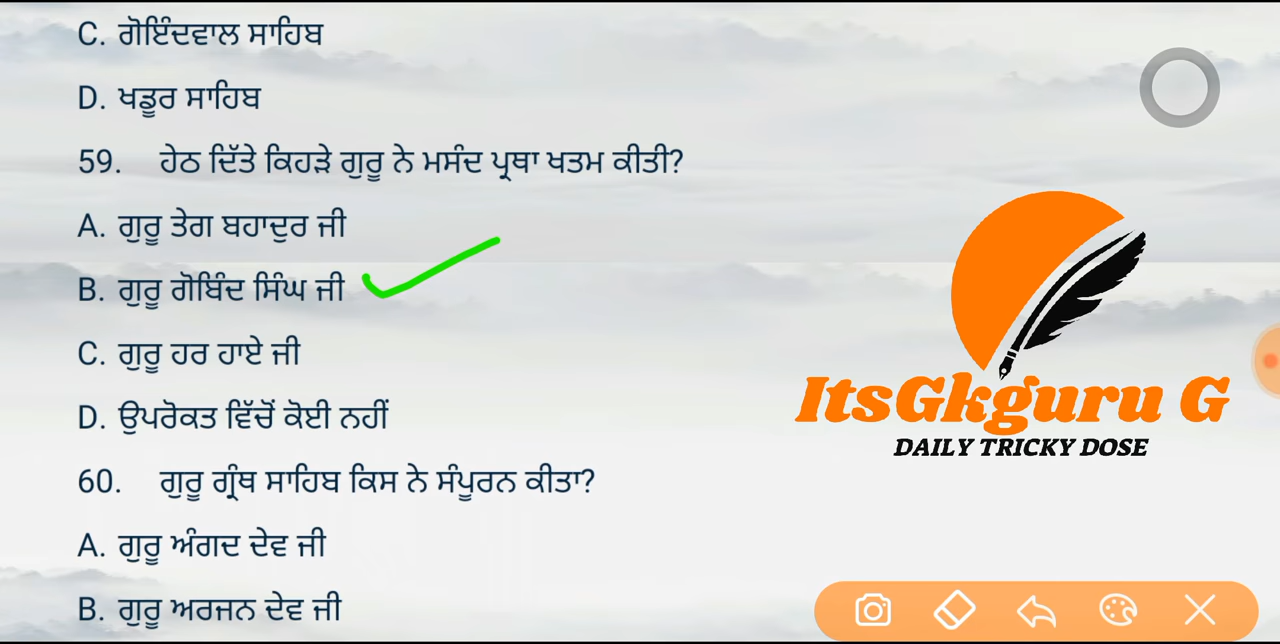 C. ਗੋਇੰਦਵਾਲ ਸਾਹਿਬ
D. ਖਡੂਰ ਸਾਹਿਬ
59. ਹੇਠ ਦਿੱਤੇ ਕਿਹੜੇ ਗੁਰੂ ਨੇ ਮਸੰਦ ਪ੍ਰਥਾ ਖਤਮ ਕੀਤੀ?
A. ਗੁਰੂ ਤੇਗ ਬਹਾਦੁਰ ਜੀ
B. ਗੁਰੂ ਗੋਬਿੰਦ ਸਿੰਘ ਜੀ
C. ਗੁਰੂ ਹਰ ਹਾਏ ਜੀ
D. ਉਪਰੋਕਤ ਵਿੱਚੋਂ ਕੋਈ ਨਹੀਂ
60. ਗੁਰੂ ਗ੍ਰੰਥ ਸਾਹਿਬ ਕਿਸ ਨੇ ਸੰਪੂਰਨ ਕੀਤਾ?
A. ਗੁਰੂ ਅੰਗਦ ਦੇਵ ਜੀ
B. ਗੁਰੂ ਅਰਜਨ ਦੇਵ ਜੀ
ItsGkguru G
DAILY TRICKY DOSE